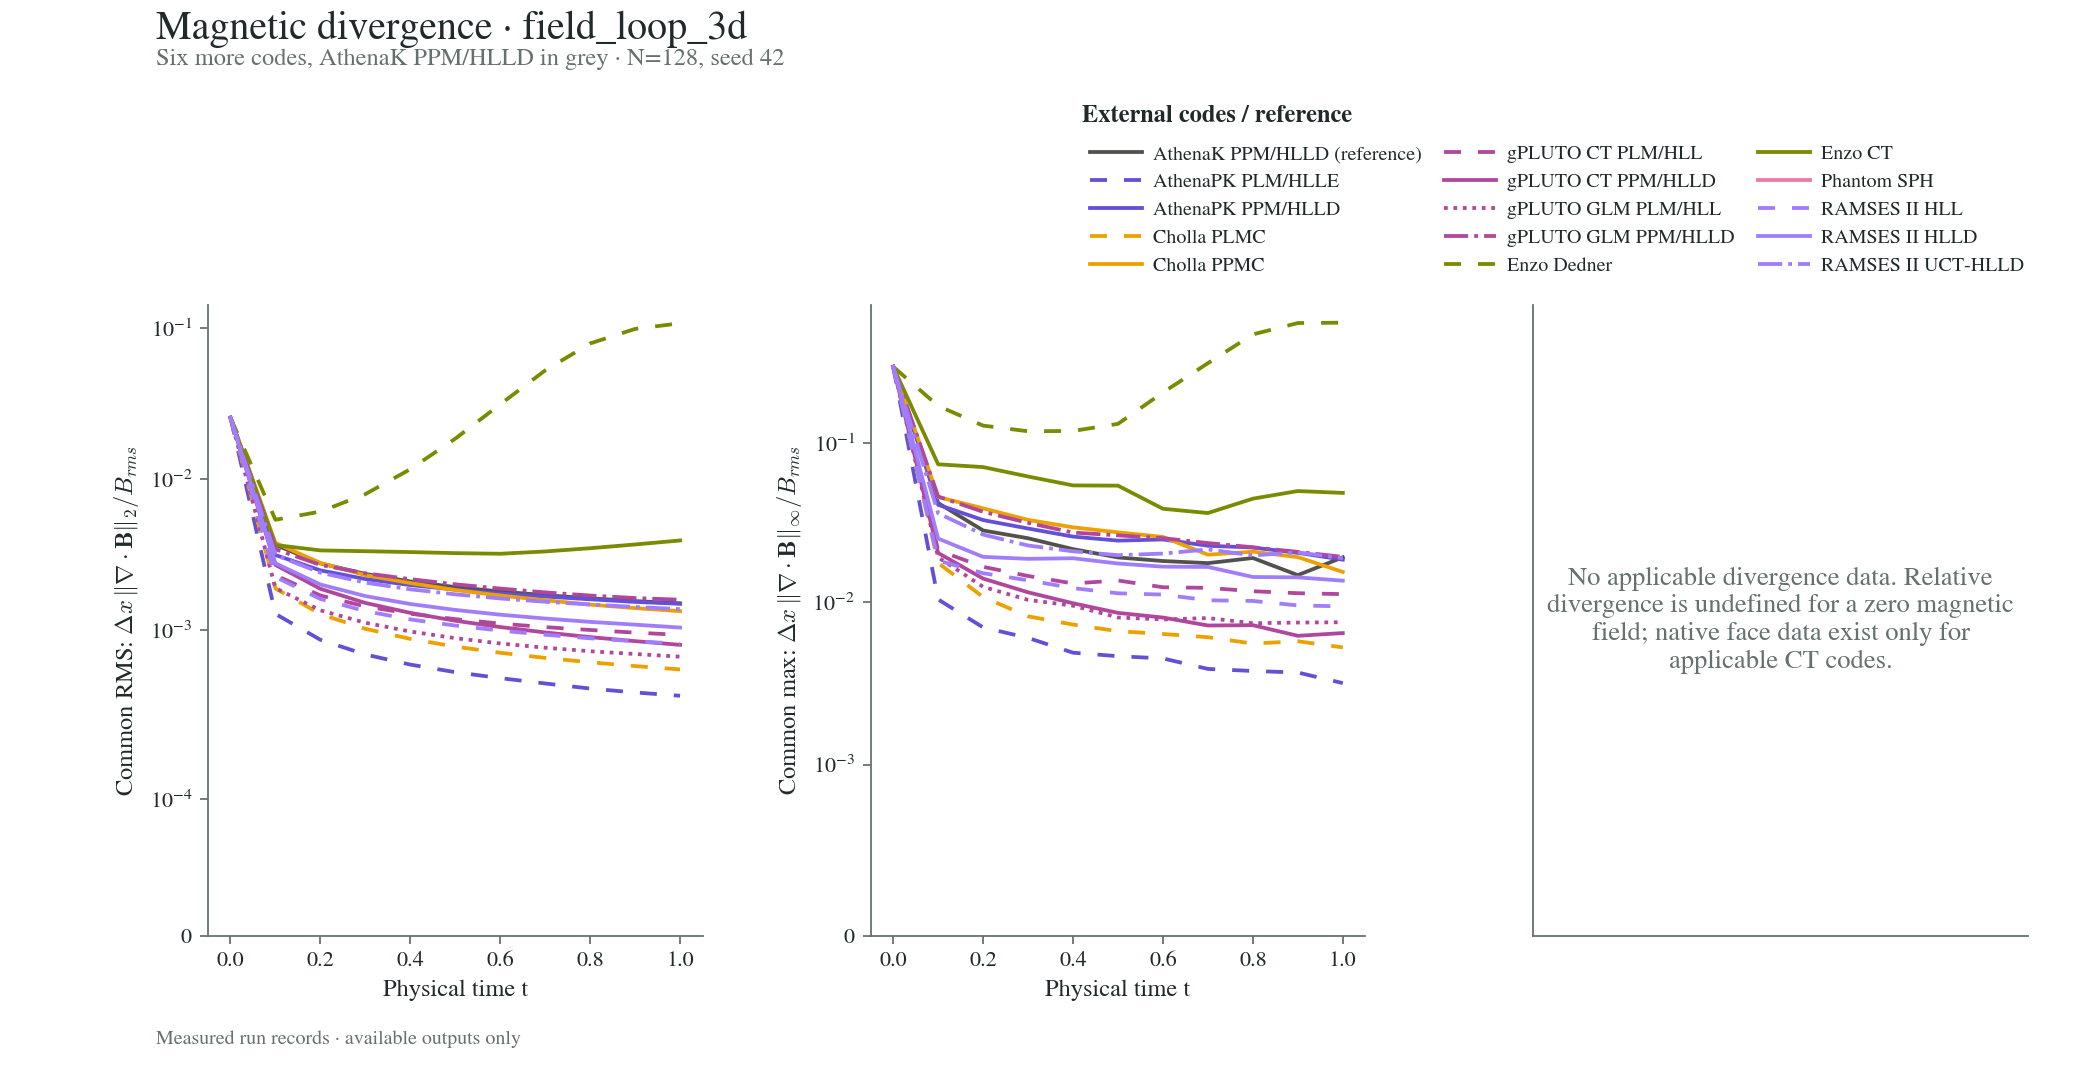 Magnetic divergence · field_loop_3d
Six more codes, AthenaK PPM/HLLD in grey · N=128, seed 42
External codes / reference
AthenaK PPM/HLLD (reference)
AthenaPK PLM/HLLE
AthenaPK PPM/HLLD
Cholla PLMC
Cholla PPMC
gPLUTO CT PLM/HLL
gPLUTO CT PPM/HLLD
gPLUTO GLM PLM/HLL
gPLUTO GLM PPM/HLLD
Enzo Dedner
Enzo CT
Phantom SPH
RAMSES II HLL
RAMSES II HLLD
RAMSES II UCT-HLLD
Common RMS: Δx ‖∇ · B‖₂/B_rms
10⁻¹
10⁻²
10⁻³
10⁻⁴
0
0.0 0.2 0.4 0.6 0.8 1.0
Physical time t
Common max: Δx ‖∇ · B‖∞/B_rms
10⁻¹
10⁻²
10⁻³
0
0.0 0.2 0.4 0.6 0.8 1.0
Physical time t
No applicable divergence data. Relative
divergence is undefined for a zero magnetic
field; native face data exist only for
applicable CT codes.
Measured run records · available outputs only